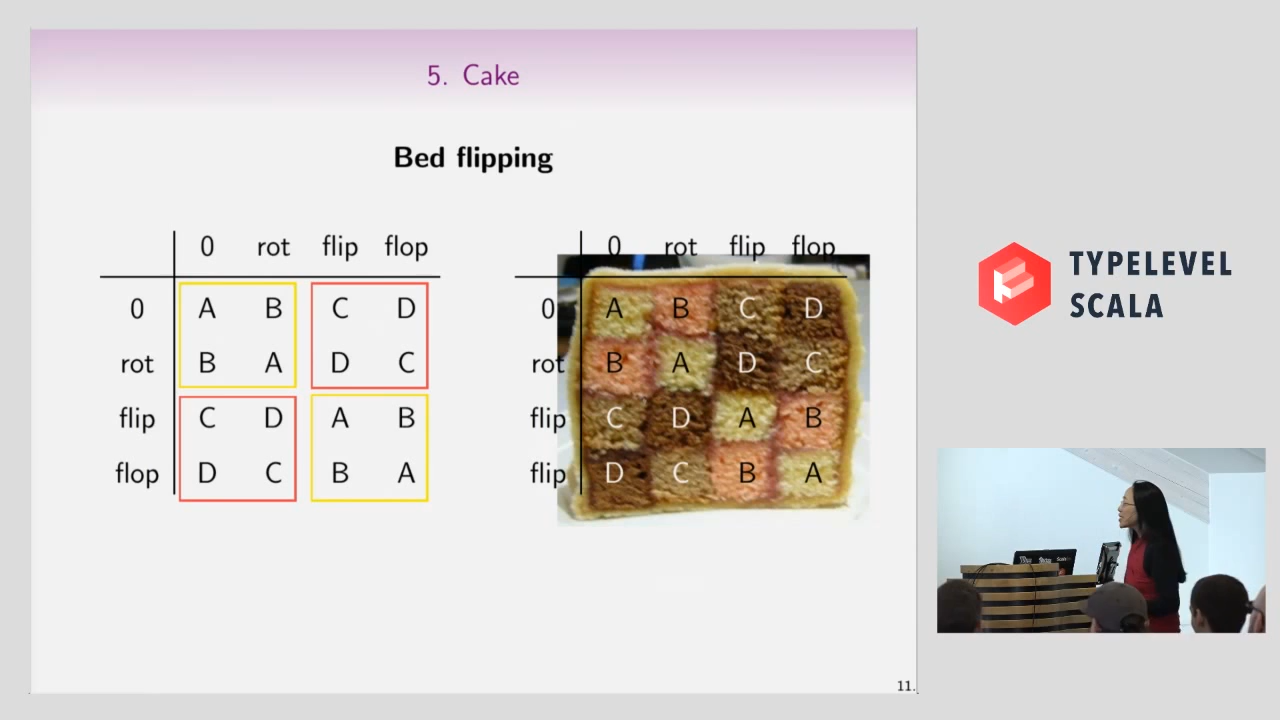 5. Cake
Bed flipping
0 rot flip flop
0 A B C D
rot B A D C
flip C D A B
flop D C B A
0 rot flip flop
0 A B C D
rot B A D C
flip C D A B
flip D C B A
11.
TYPELEVEL
SCALA